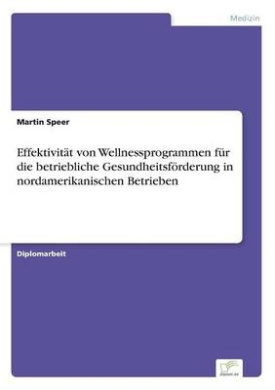 Medizin
Martin Speer
Effektivität von Wellnessprogrammen für
die betriebliche Gesundheitsförderung in
nordamerikanischen Betrieben
Diplomarbeit